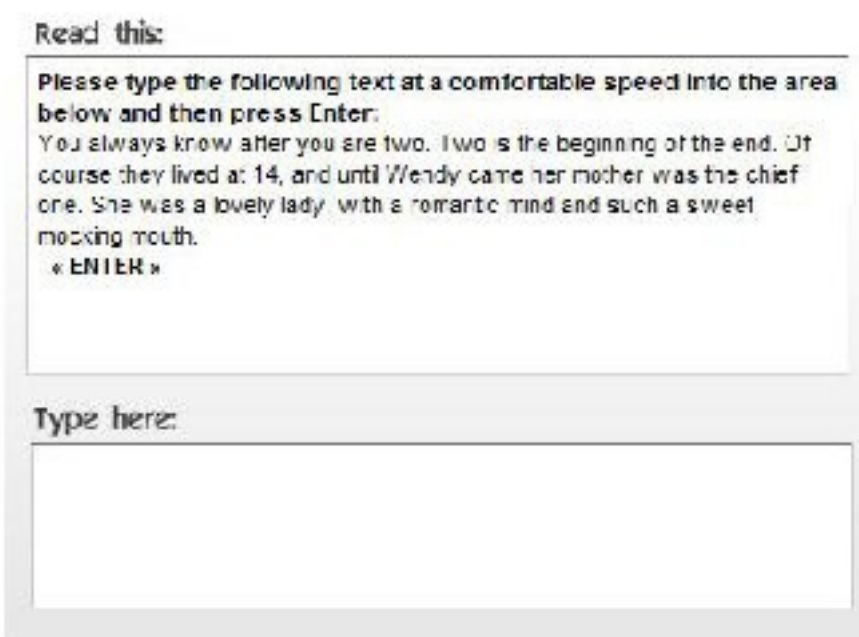 Read this:
Please type the following text at a comfortable speed into the area
below and then press Enter:
You always know after you are two. Two is the beginning of the end. Of
course they lived at 14, and until Wendy came her mother was the chief
one. She was a lovely lady, with a romantic mind and such a sweet
mocking mouth.
« ENTER »
Type here: